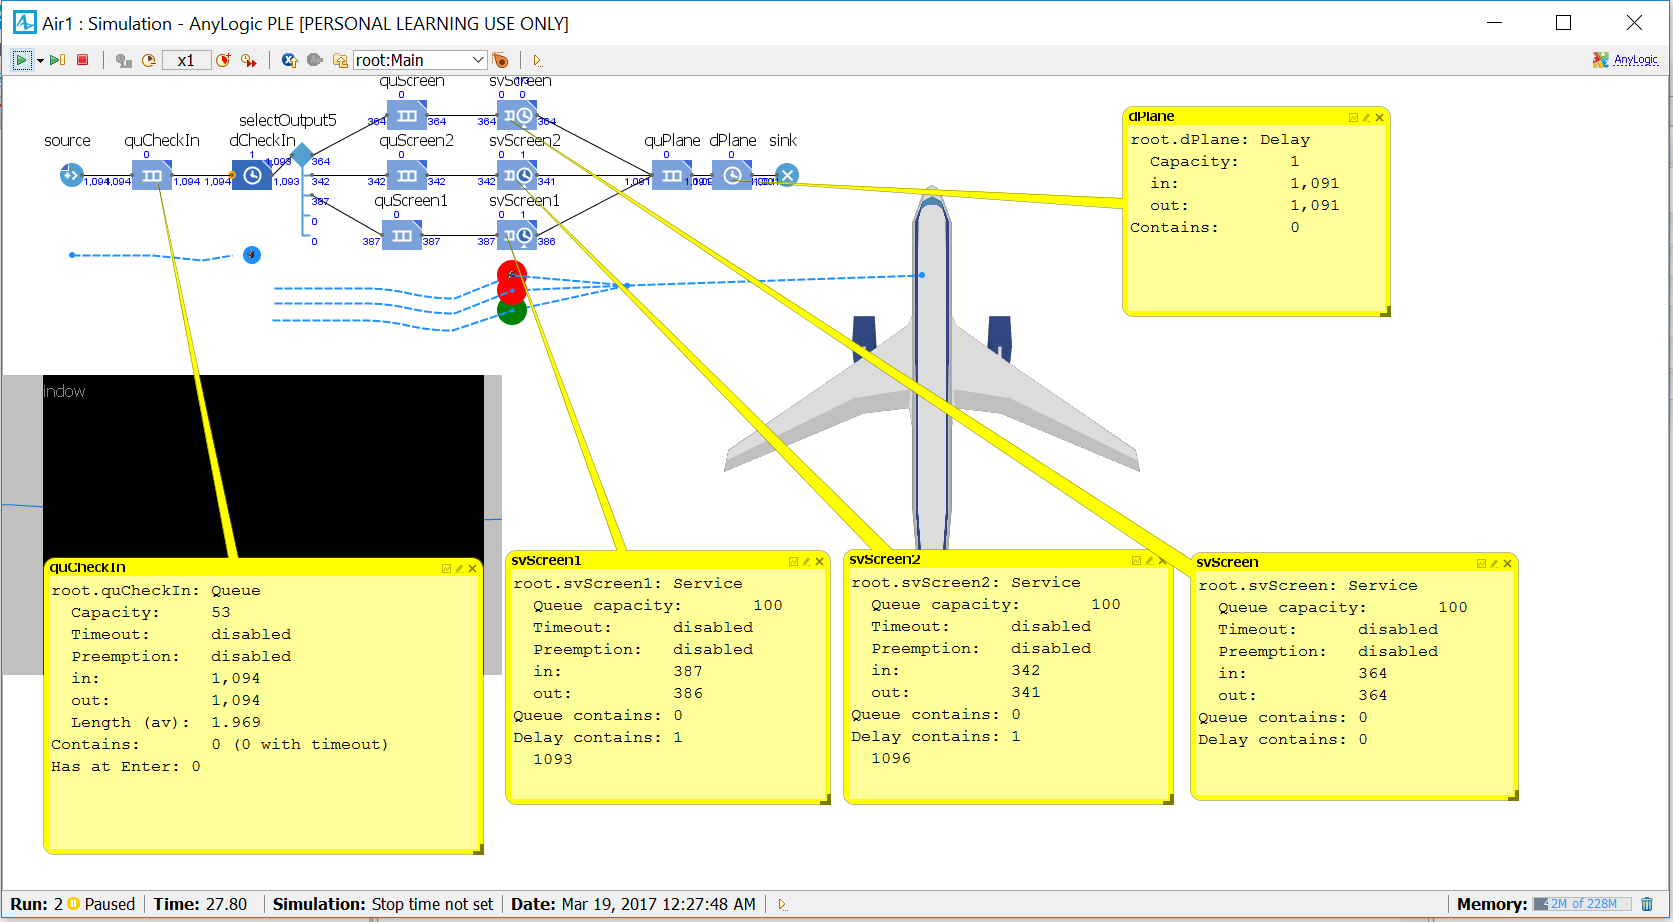 Air1 : Simulation - AnyLogic PLE [PERSONAL LEARNING USE ONLY]
x1
root:Main
AnyLogic
quScreen
svScreen
0
0
0
364
364
364
364
selectOutput5
source
quCheckIn
dCheckIn
quScreen2
svScreen2
quPlane
dPlane
sink
0
1
1,093
364
0
0
1
0
0
1,094
1,094
1,094
1,094
1,093
342
342
342
342
341
1,091
387
quScreen1
svScreen1
0
0
0
1
0
387
387
387
386
indow
dPlane
root.dPlane: Delay
Capacity: 1
in: 1,091
out: 1,091
Contains: 0
quCheckIn
root.quCheckIn: Queue
Capacity: 53
Timeout: disabled
Preemption: disabled
in: 1,094
out: 1,094
Length (av): 1.969
Contains: 0 (0 with timeout)
Has at Enter: 0
svScreen1
root.svScreen1: Service
Queue capacity: 100
Timeout: disabled
Preemption: disabled
in: 387
out: 386
Queue contains: 0
Delay contains: 1
1093
svScreen2
root.svScreen2: Service
Queue capacity: 100
Timeout: disabled
Preemption: disabled
in: 342
out: 341
Queue contains: 0
Delay contains: 1
1096
svScreen
root.svScreen: Service
Queue capacity: 100
Timeout: disabled
Preemption: disabled
in: 364
out: 364
Queue contains: 0
Delay contains: 0
Run: 2 Paused Time: 27.80 Simulation: Stop time not set Date: Mar 19, 2017 12:27:48 AM Memory: 42M of 228M